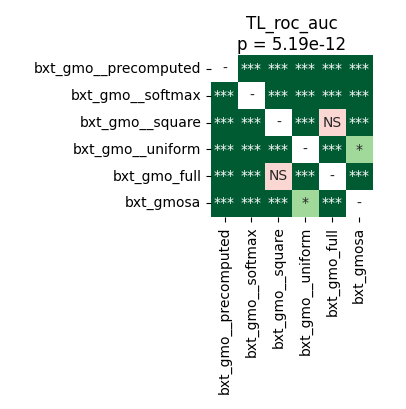 TL_roc_auc
p = 5.19e-12
bxt_gmo__precomputed - *** *** *** *** ***
bxt_gmo__softmax *** - *** *** *** ***
bxt_gmo__square *** *** - *** NS ***
bxt_gmo__uniform *** *** *** - *** *
bxt_gmo_full *** *** NS *** - ***
bxt_gmosa *** *** *** * *** -
bxt_gmo__precomputed
bxt_gmo__softmax
bxt_gmo__square
bxt_gmo__uniform
bxt_gmo_full
bxt_gmosa